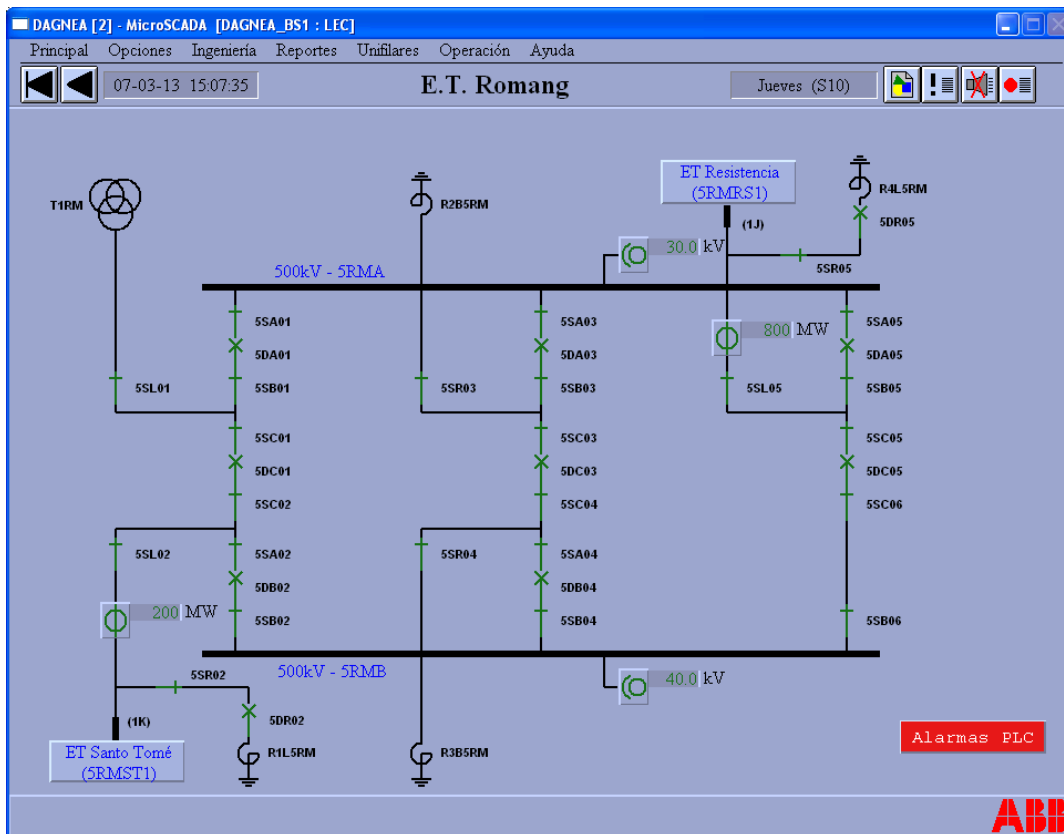 DAGNEA [2] - MicroSCADA [DAGNEA_BS1 : LEC]
Principal Opciones Ingeniería Reportes Unifilares Operación Ayuda
07-03-13 15:07:35
E.T. Romang
Jueves (S10)
T1RM
R2B5RM
ET Resistencia
(5RMRS1)
R4L5RM
(1J)
5DR05
30.0 kV
5SR05
500kV - 5RMA
5SA01
5SA03
5SA05
800 MW
5DA01
5DA03
5DA05
5SL01
5SB01
5SR03
5SB03
5SL05
5SB05
5SC01
5SC03
5SC05
5DC01
5DC03
5DC05
5SC02
5SC04
5SC06
5SL02
5SA02
5SR04
5SA04
5DB02
5DB04
200 MW
5SB02
5SB04
5SB06
500kV - 5RMB
5SR02
40.0 kV
(1K)
5DR02
ET Santo Tomé
(5RMST1)
R1L5RM
R3B5RM
Alarmas PLC
ABB